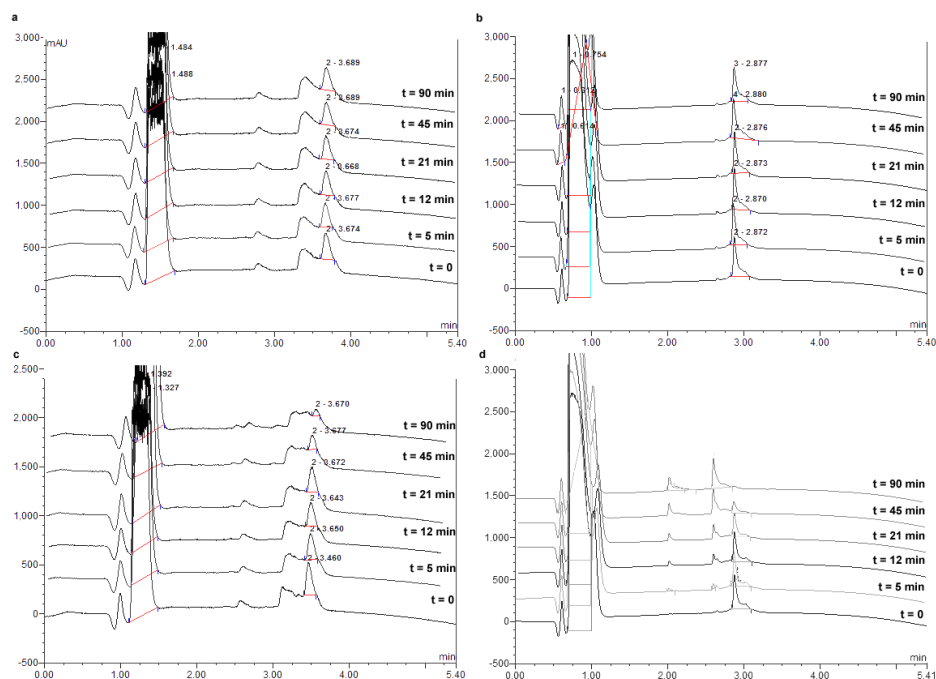 a
mAU
3.000
2.500
2.000
1.500
1.000
500
0
-500
1.484
1.488
2 - 3.689
2 - 3.689
2 - 3.674
2 - 3.668
2 - 3.677
2 - 3.674
t = 90 min
t = 45 min
t = 21 min
t = 12 min
t = 5 min
t = 0
min
0.00 1.00 2.00 3.00 4.00 5.40
b
3.000
2.500
2.000
1.500
1.000
500
0
-500
1 - 0.754
3 - 2.877
2.880
2 - 2.876
2 - 2.873
2 - 2.870
2 - 2.872
t = 90 min
t = 45 min
t = 21 min
t = 12 min
t = 5 min
t = 0
min
0.00 1.00 2.00 3.00 4.00 5.40
c
2.500
2.000
1.500
1.000
500
0
-500
1.392
1.327
2 - 3.670
2 - 3.677
2 - 3.672
2 - 3.643
2 - 3.650
2 - 3.460
t = 90 min
t = 45 min
t = 21 min
t = 12 min
t = 5 min
t = 0
min
0.00 1.00 2.00 3.00 4.00 5.40
d
3.000
2.500
2.000
1.500
1.000
500
0
-500
t = 90 min
t = 45 min
t = 21 min
t = 12 min
t = 5 min
t = 0
min
0.00 1.00 2.00 3.00 4.00 5.41